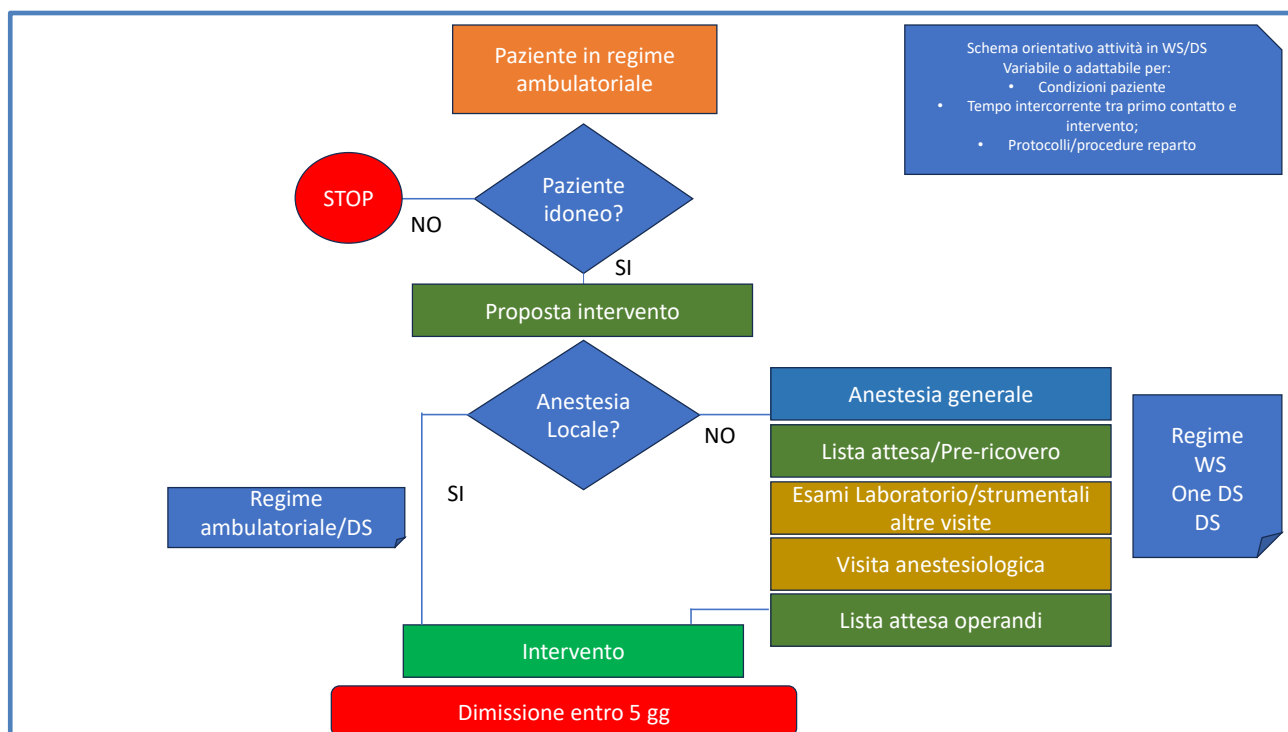 Paziente in regime
ambulatoriale
Schema orientativo attività in WS/DS
Variabile o adattabile per:
• Condizioni paziente
• Tempo intercorrente tra primo contatto e
intervento;
• Protocolli/procedure reparto
Paziente
idoneo?
STOP
NO
SI
Proposta intervento
Anestesia
Locale?
NO
SI
Anestesia generale
Lista attesa/Pre-ricovero
Esami Laboratorio/strumentali
altre visite
Visita anestesiologica
Lista attesa operandi
Regime
WS
One DS
DS
Regime
ambulatoriale/DS
Intervento
Dimissione entro 5 gg